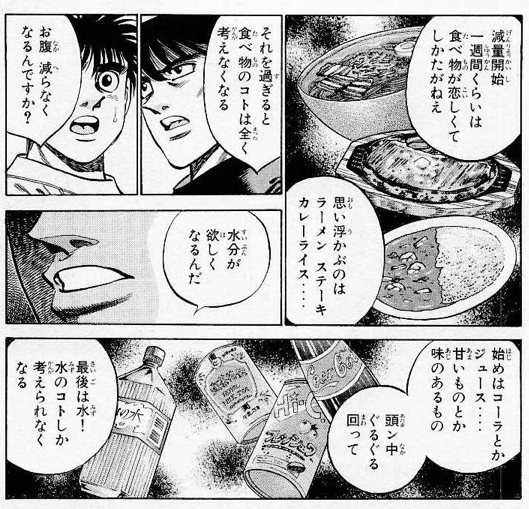 減量開始
一週間くらいは
食べ物が恋しくて
しかたがねえ
思い浮かぶのは
ラーメン ステーキ
カレーライス‥‥
それを過ぎると
食べ物のコトは全く
考えなくなる
お腹 減らなく
なるんですか?
水分が
欲しく
なるんだ
始めはコーラとか
ジュース‥‥
甘いものとか
味のあるもの
頭ン中
ぐるぐる
回って
Hi-C
の水
最後は水!
水のコトしか
考えられなく
なる